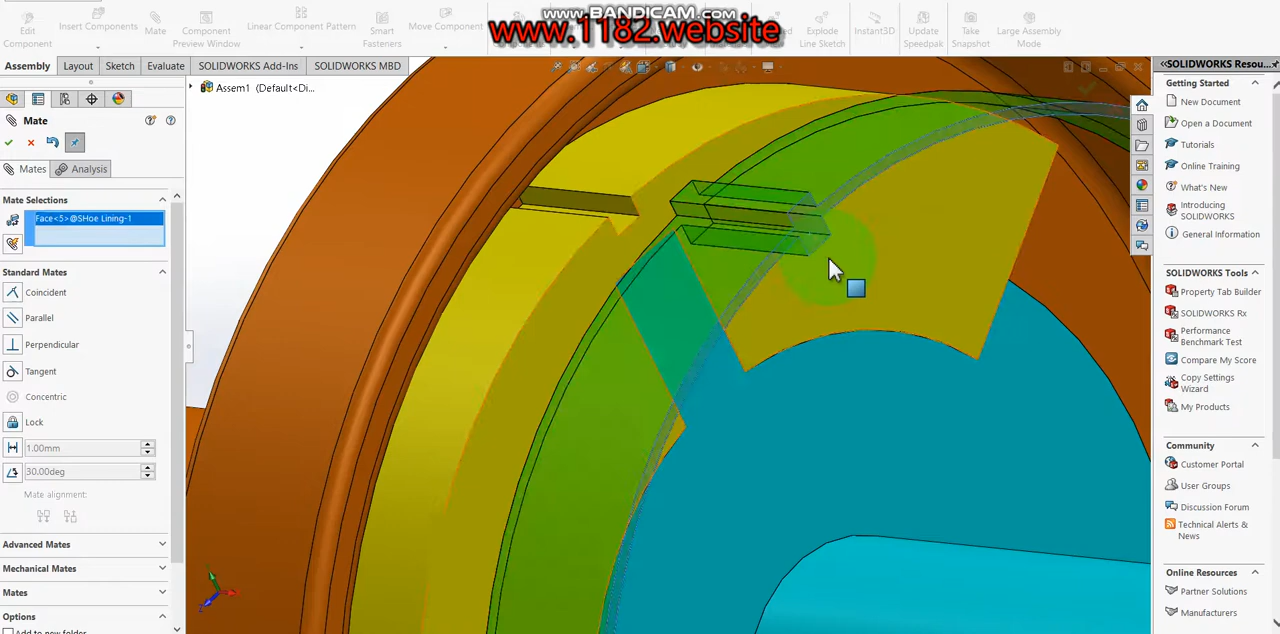 www.BANDICAM.com
www.1182.website
Edit
Component
Insert Components
Mate
Component
Preview Window
Linear Component Pattern
Smart
Fasteners
Move Component
Explode
Line Sketch
Instant3D
Update
Speedpak
Take
Snapshot
Large Assembly
Mode
Assembly
Layout
Sketch
Evaluate
SOLIDWORKS Add-Ins
SOLIDWORKS MBD
Assem1 (Default<Di...
Mate
Mates
Analysis
Mate Selections
Face<5>@SHoe Lining-1
Standard Mates
Coincident
Parallel
Perpendicular
Tangent
Concentric
Lock
1.00mm
30.00deg
Mate alignment:
Advanced Mates
Mechanical Mates
Mates
Options
Add to new folder
<<SOLIDWORKS Resou...
Getting Started
New Document
Open a Document
Tutorials
Online Training
What's New
Introducing
SOLIDWORKS
General Information
SOLIDWORKS Tools
Property Tab Builder
SOLIDWORKS Rx
Performance
Benchmark Test
Compare My Score
Copy Settings
Wizard
My Products
Community
Customer Portal
User Groups
Discussion Forum
Technical Alerts &
News
Online Resources
Partner Solutions
Manufacturers